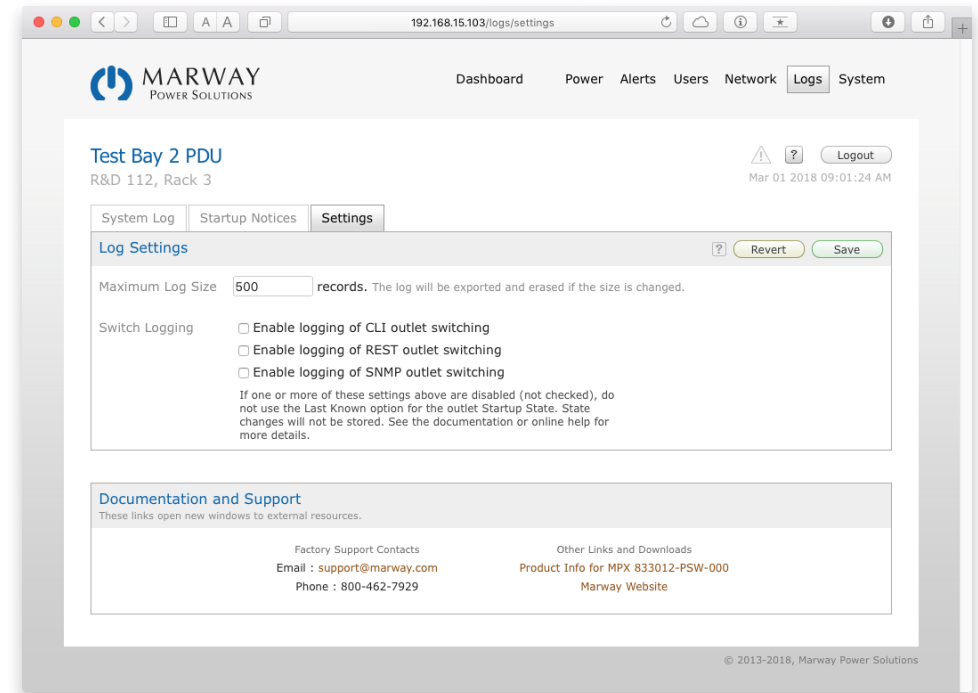 A A
192.168.15.103/logs/settings
MARWAY
POWER SOLUTIONS
Dashboard Power Alerts Users Network Logs System
Test Bay 2 PDU
R&D 112, Rack 3
? Logout
Mar 01 2018 09:01:24 AM
System Log Startup Notices Settings
Log Settings ? Revert Save
Maximum Log Size 500 records. The log will be exported and erased if the size is changed.
Switch Logging Enable logging of CLI outlet switching
Enable logging of REST outlet switching
Enable logging of SNMP outlet switching
If one or more of these settings above are disabled (not checked), do
not use the Last Known option for the outlet Startup State. State
changes will not be stored. See the documentation or online help for
more details.
Documentation and Support
These links open new windows to external resources.
Factory Support Contacts
Email : support@marway.com
Phone : 800-462-7929
Other Links and Downloads
Product Info for MPX 833012-PSW-000
Marway Website
© 2013-2018, Marway Power Solutions